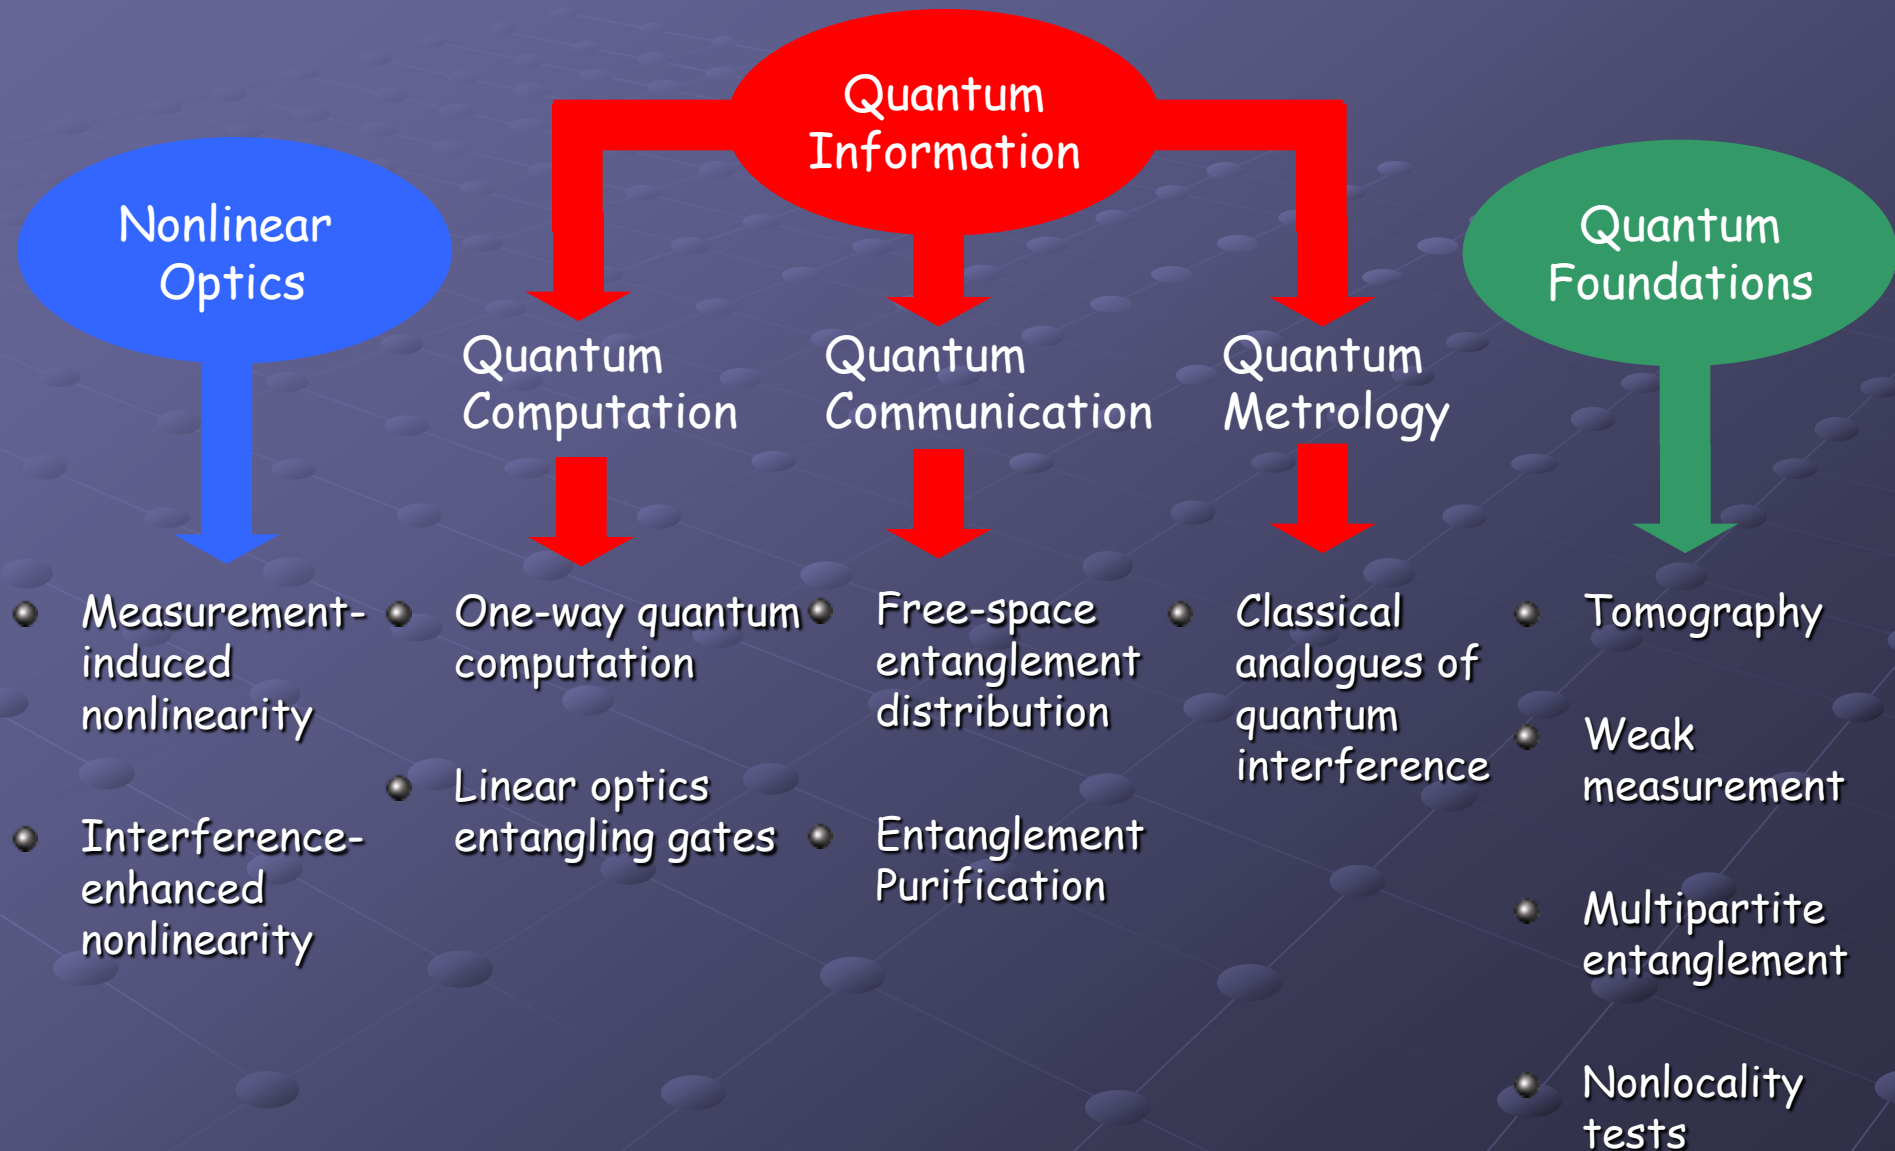 Quantum
Information
Nonlinear
Optics
Quantum
Foundations
Quantum
Computation
Quantum
Communication
Quantum
Metrology
Measurement-
induced
nonlinearity
Interference-
enhanced
nonlinearity
One-way quantum
computation
Linear optics
entangling gates
Free-space
entanglement
distribution
Entanglement
Purification
Classical
analogues of
quantum
interference
Tomography
Weak
measurement
Multipartite
entanglement
Nonlocality
tests